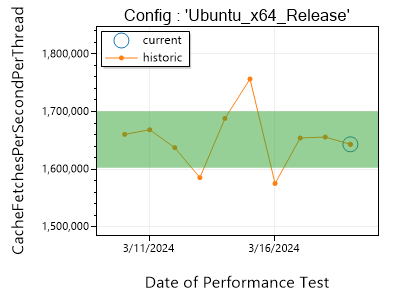 Config : 'Ubuntu_x64_Release'
current
historic
CacheFetchesPerSecondPerThread
1,800,000
1,700,000
1,600,000
1,500,000
3/11/2024
3/16/2024
Date of Performance Test